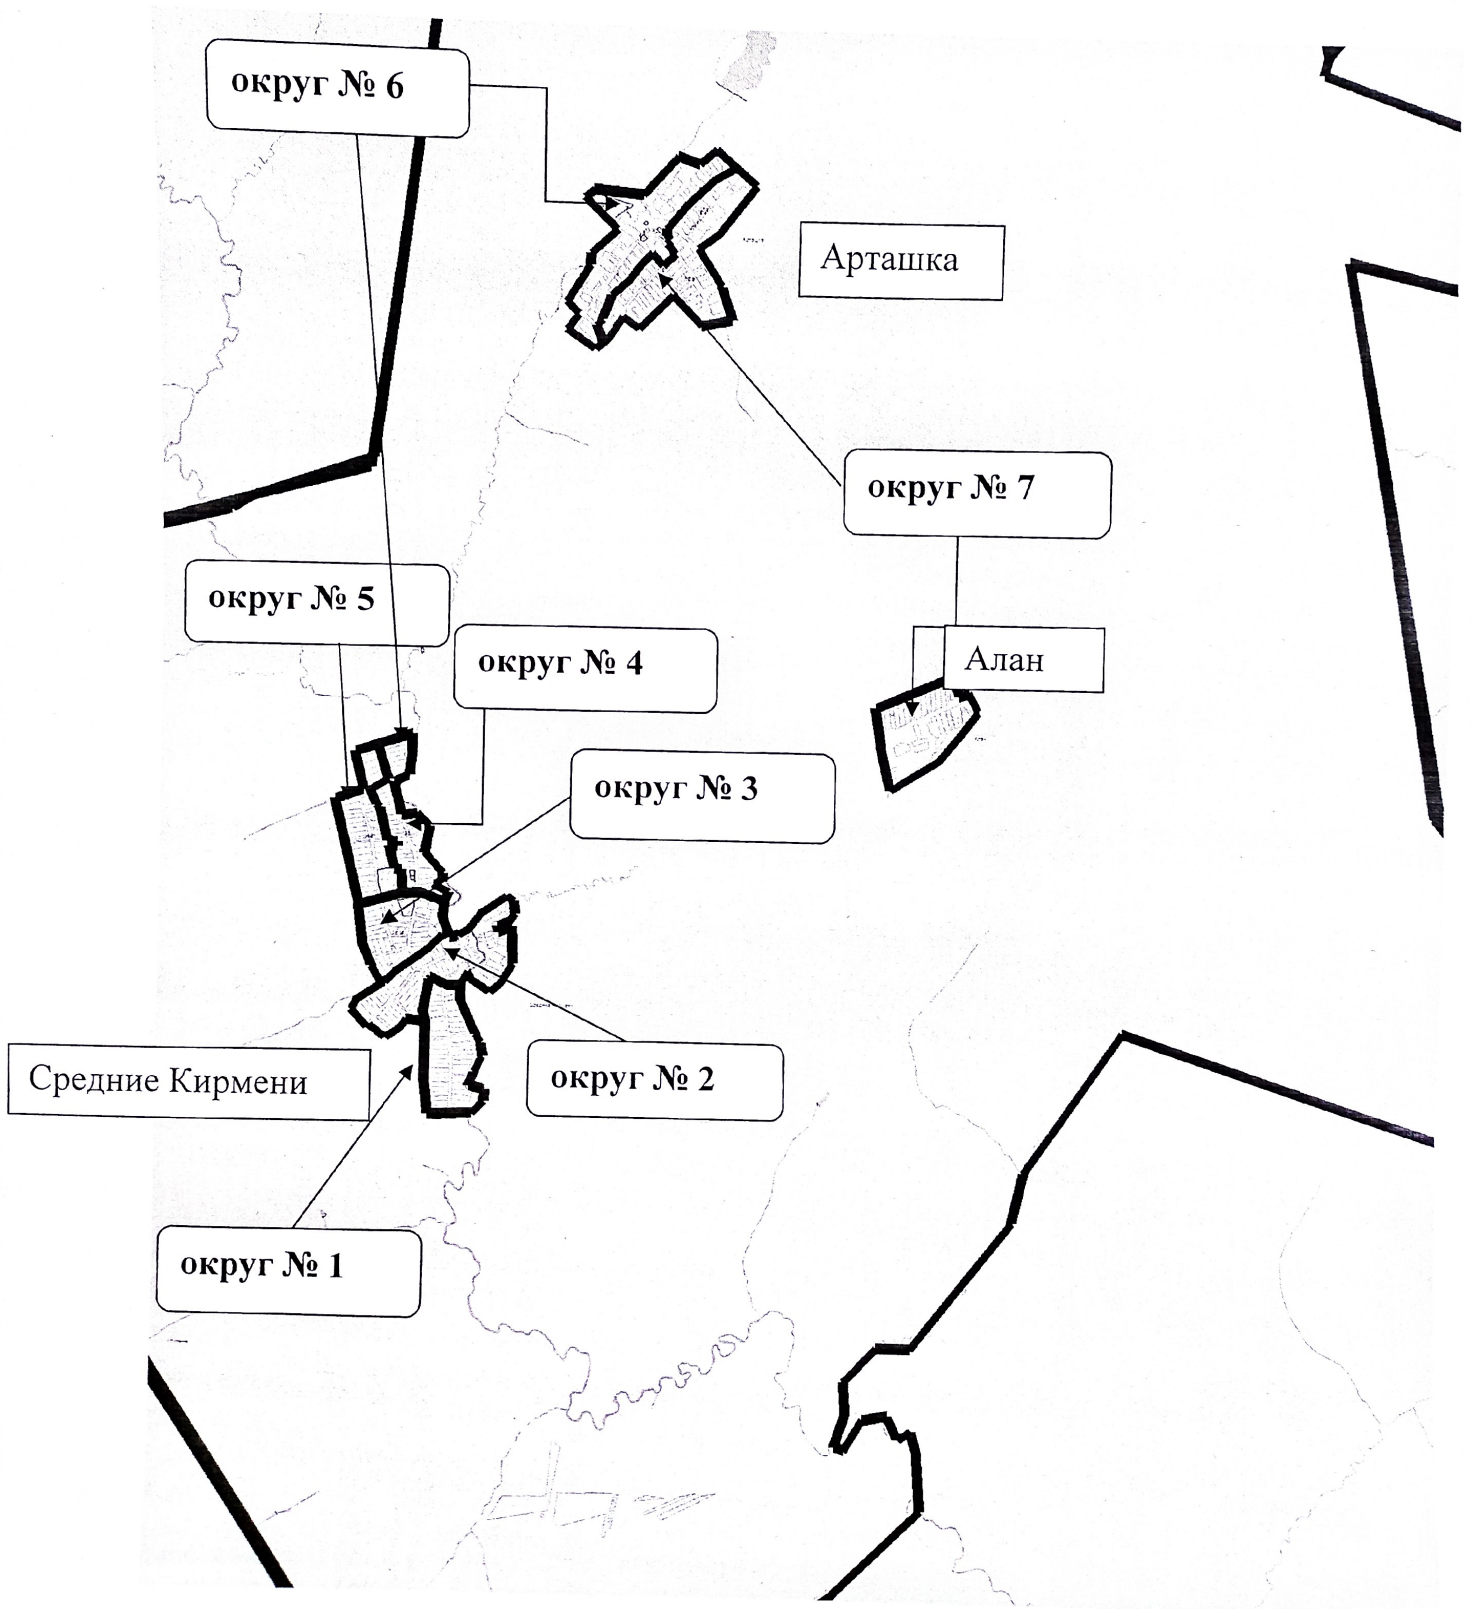 округ № 6
Арташка
округ № 7
округ № 5
округ № 4
Алан
округ № 3
округ № 2
Средние Кирмени
округ № 1